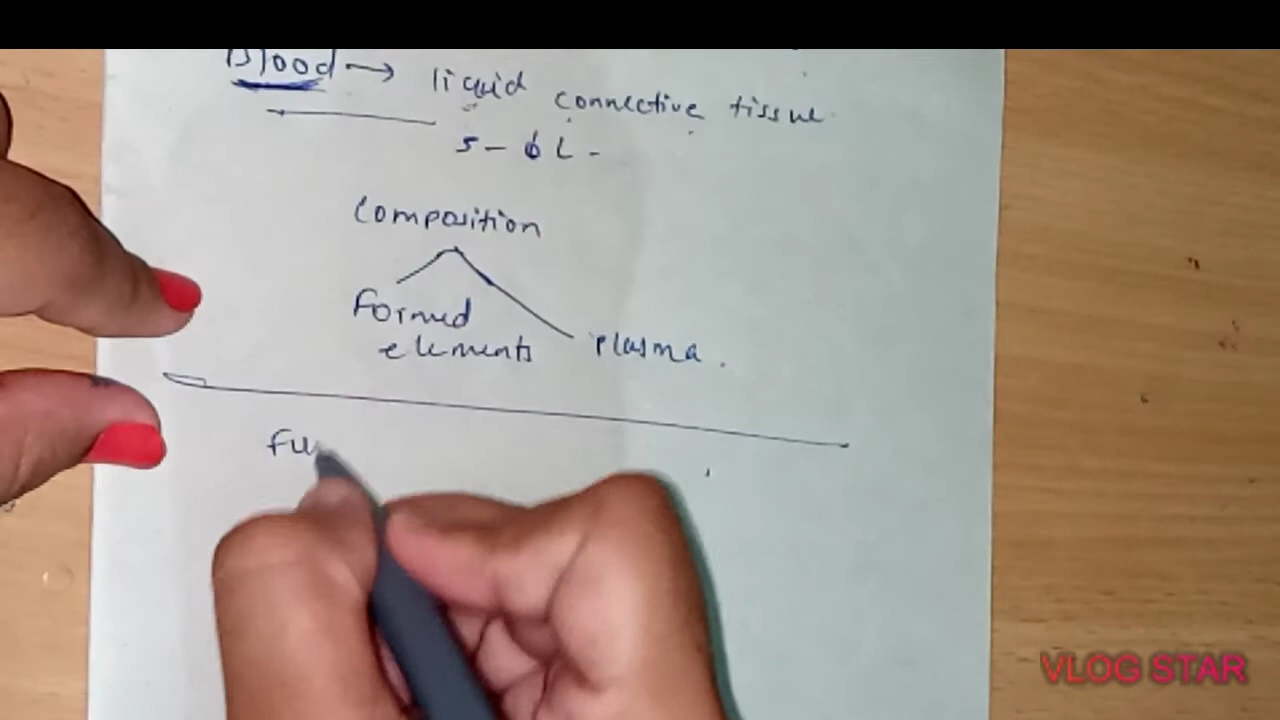 Blood → liquid connective tissue.
5 - 6 L -
Composition
Formed
elements
plasma.
Fu
VLOG STAR